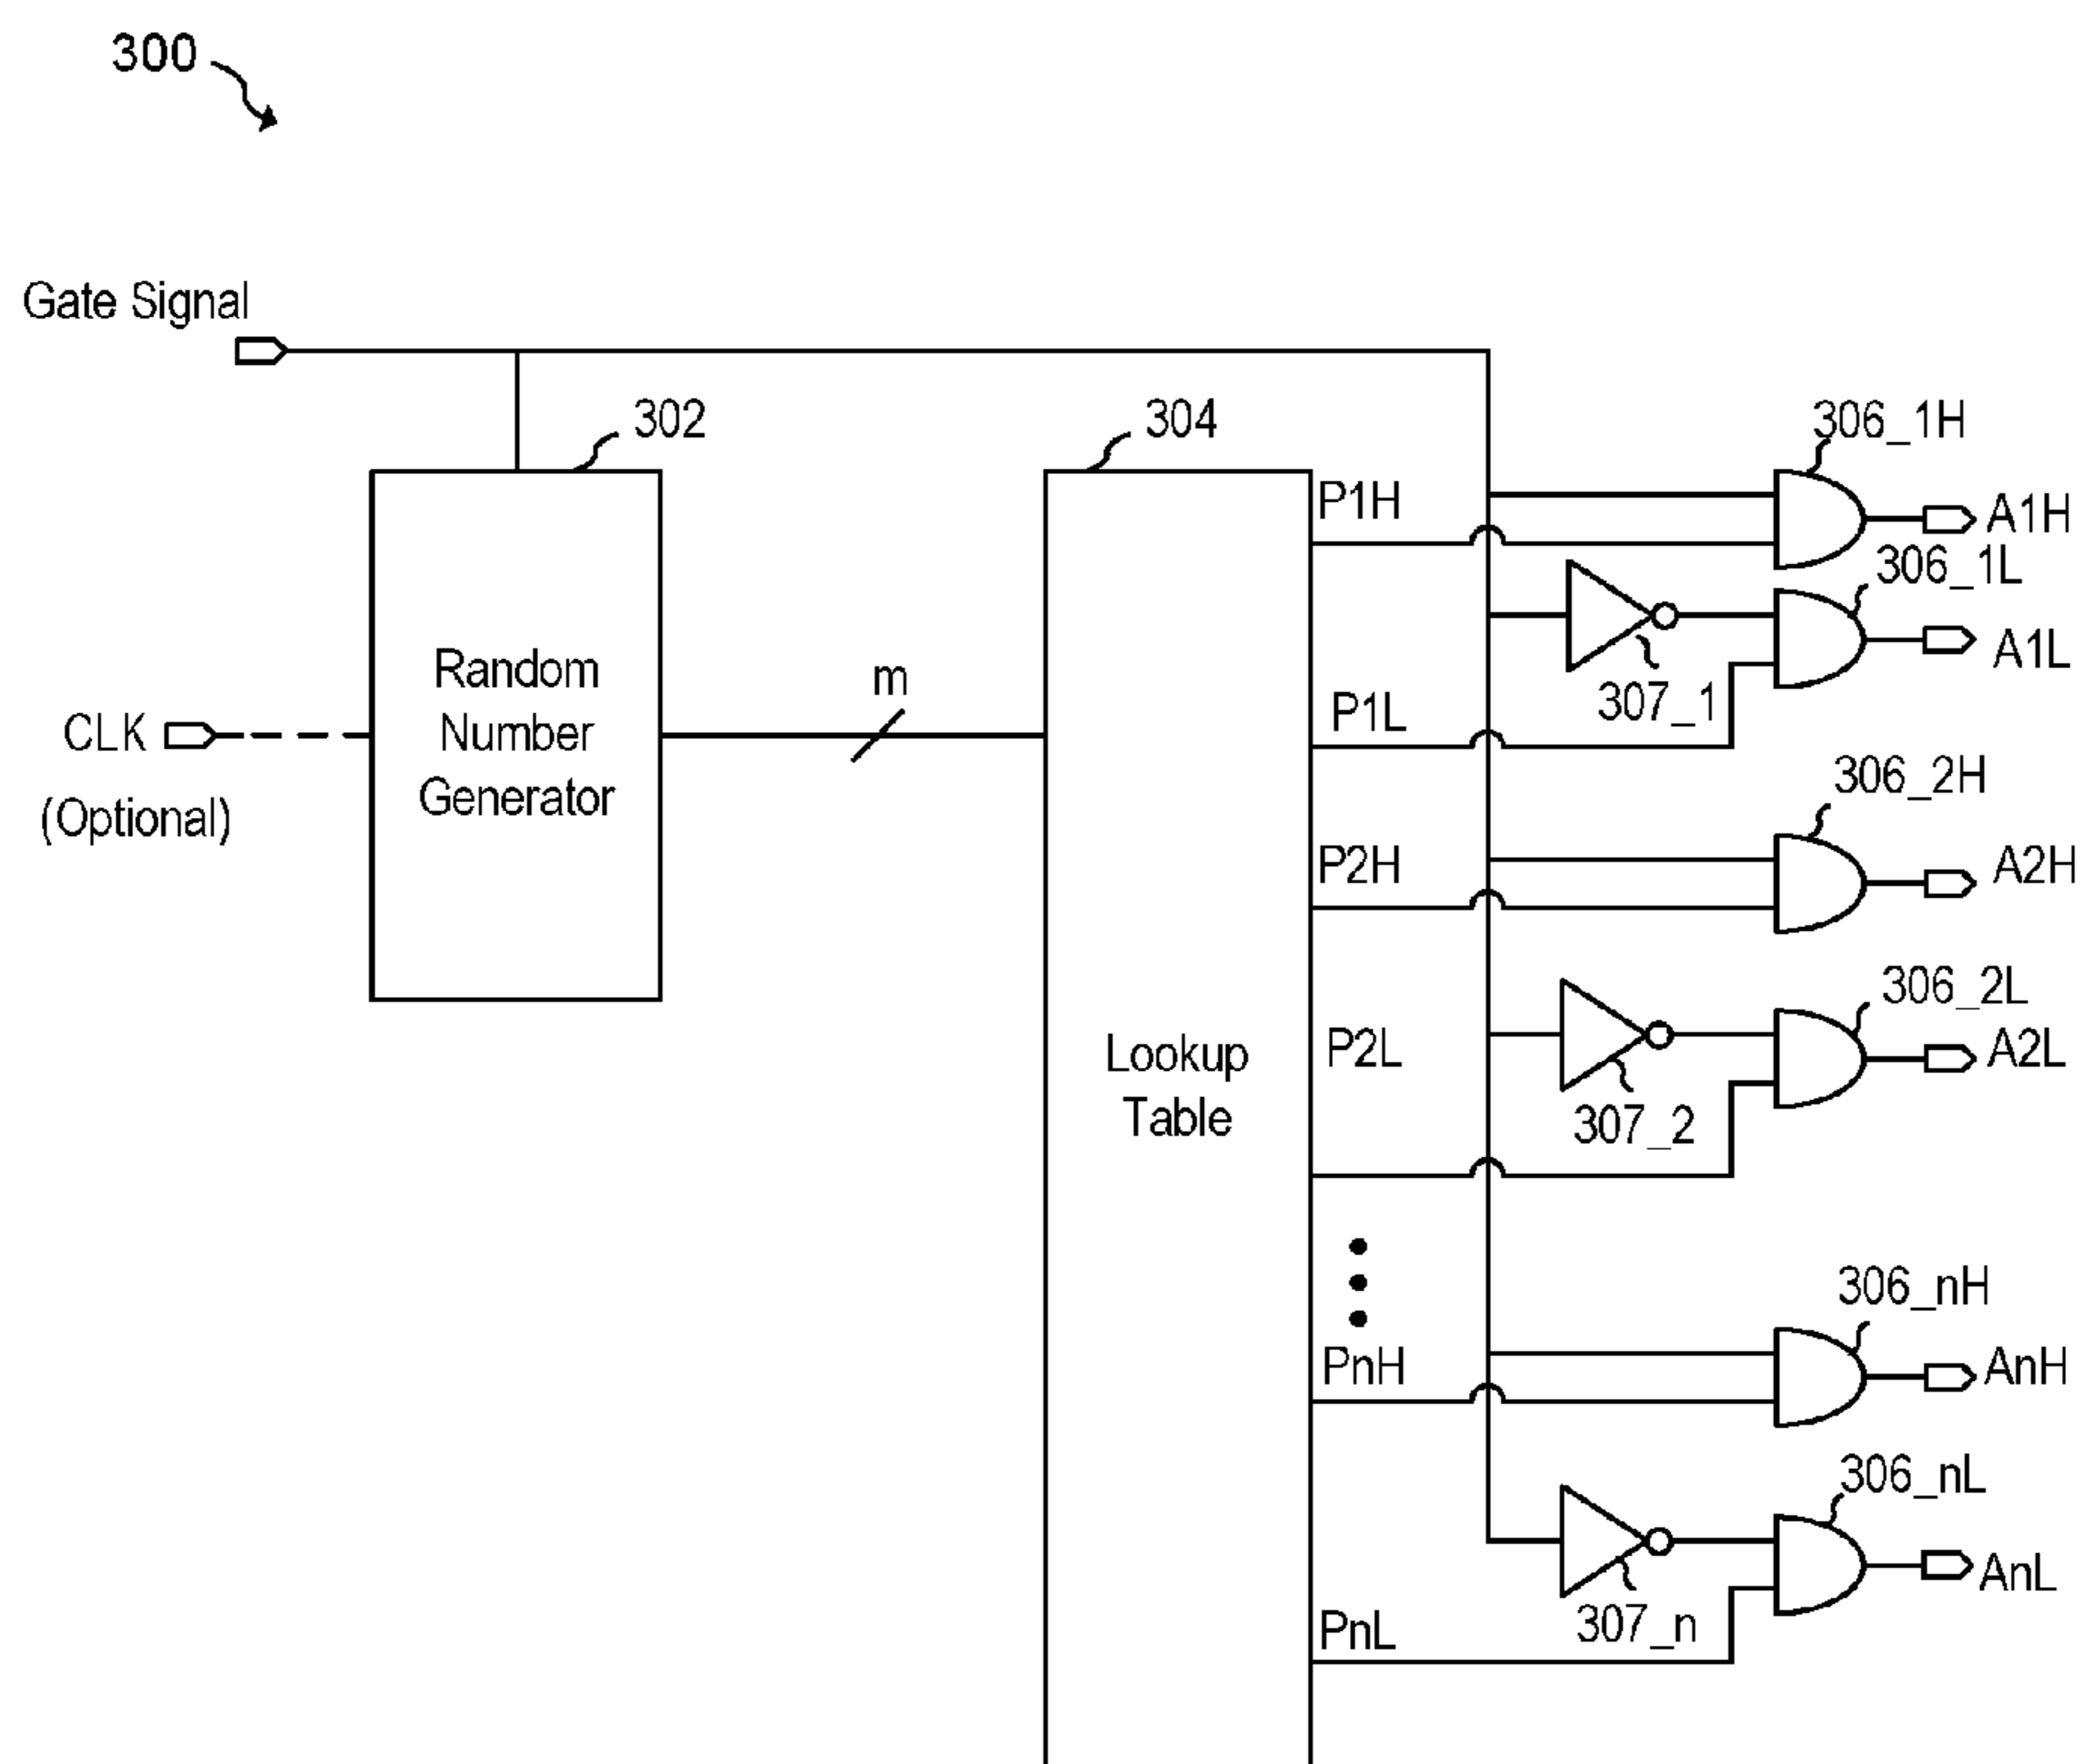 300
Gate Signal
302
304
306_1H
P1H
A1H
306_1L
Random
Number
Generator
m
A1L
307_1
P1L
CLK
(Optional)
306_2H
P2H
A2H
306_2L
Lookup
Table
P2L
A2L
307_2
306_nH
PnH
AnH
306_nL
AnL
307_n
PnL